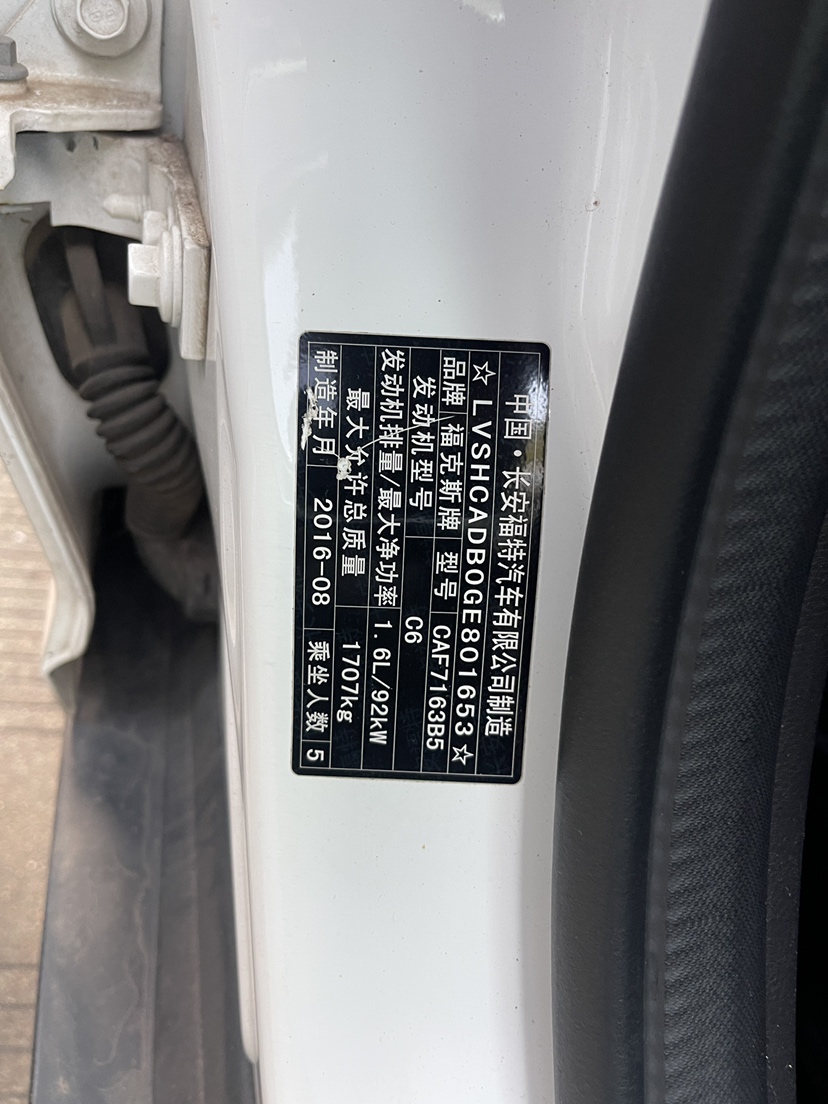 中国·长安福特汽车有限公司制造
☆LVSHCADB0GE801653☆
品牌 福克斯牌 型号 CAF7163B5
发动机型号 C6
发动机排量/最大净功率 1.6L/92kW
最大允许总质量 1707kg
制造年月 2016-08 乘坐人数 5